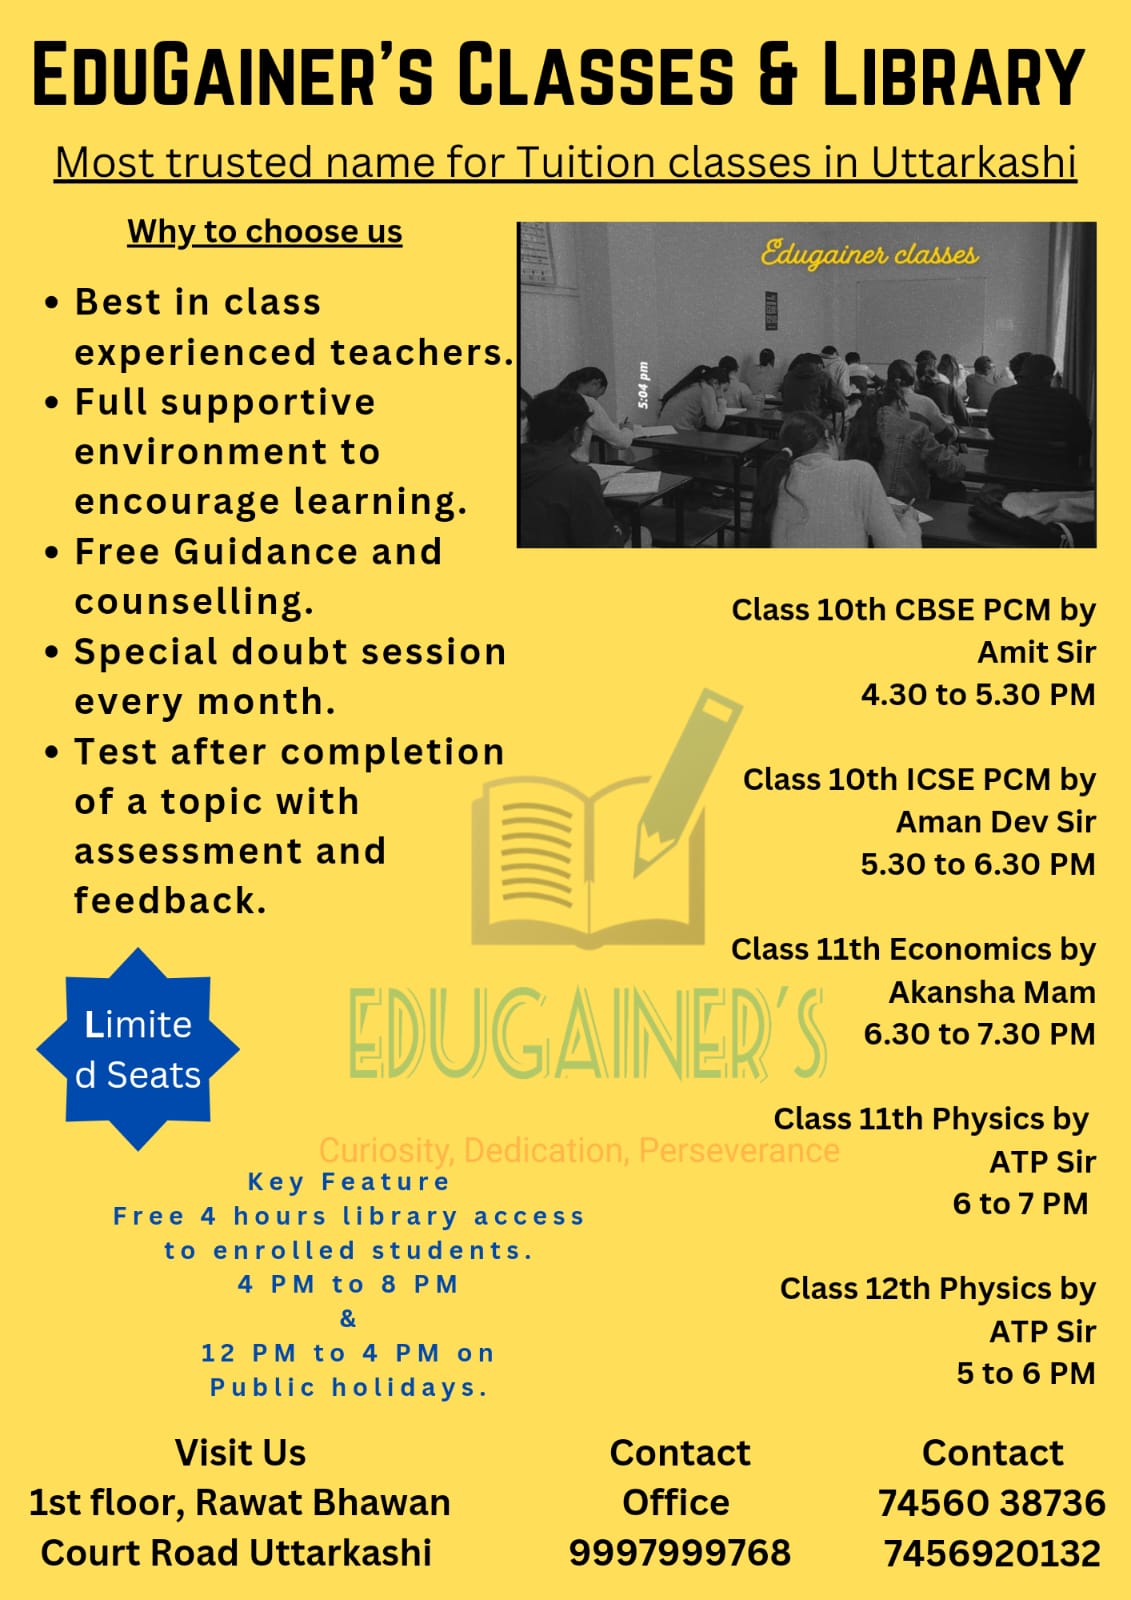 EduGainer's Classes & Library
Most trusted name for Tuition classes in Uttarkashi
Why to choose us
• Best in class
experienced teachers.
• Full supportive
environment to
encourage learning.
• Free Guidance and
counselling.
• Special doubt session
every month.
• Test after completion
of a topic with
assessment and
feedback.
Edugainer classes
5:04 pm
Class 10th CBSE PCM by
Amit Sir
4.30 to 5.30 PM
Class 10th ICSE PCM by
Aman Dev Sir
5.30 to 6.30 PM
Class 11th Economics by
Akansha Mam
6.30 to 7.30 PM
Class 11th Physics by
ATP Sir
6 to 7 PM
Class 12th Physics by
ATP Sir
5 to 6 PM
Limite
d Seats
EDUGAINER'S
Curiosity, Dedication, Perseverance
Key Feature
Free 4 hours library access
to enrolled students.
4 PM to 8 PM
&
12 PM to 4 PM on
Public holidays.
Visit Us
1st floor, Rawat Bhawan
Court Road Uttarkashi
Contact
Office
9997999768
Contact
74560 38736
7456920132